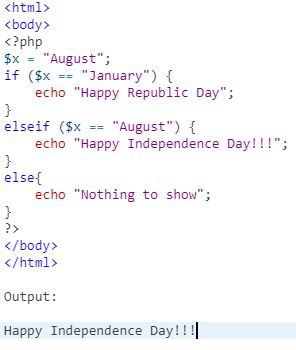 <html>
<body>
<?php
$x = "August";
if ($x == "January") {
    echo "Happy Republic Day";
}
elseif ($x == "August") {
    echo "Happy Independence Day!!!";
}
else{
    echo "Nothing to show";
}
?>
</body>
</html>
Output:
Happy Independence Day!!!